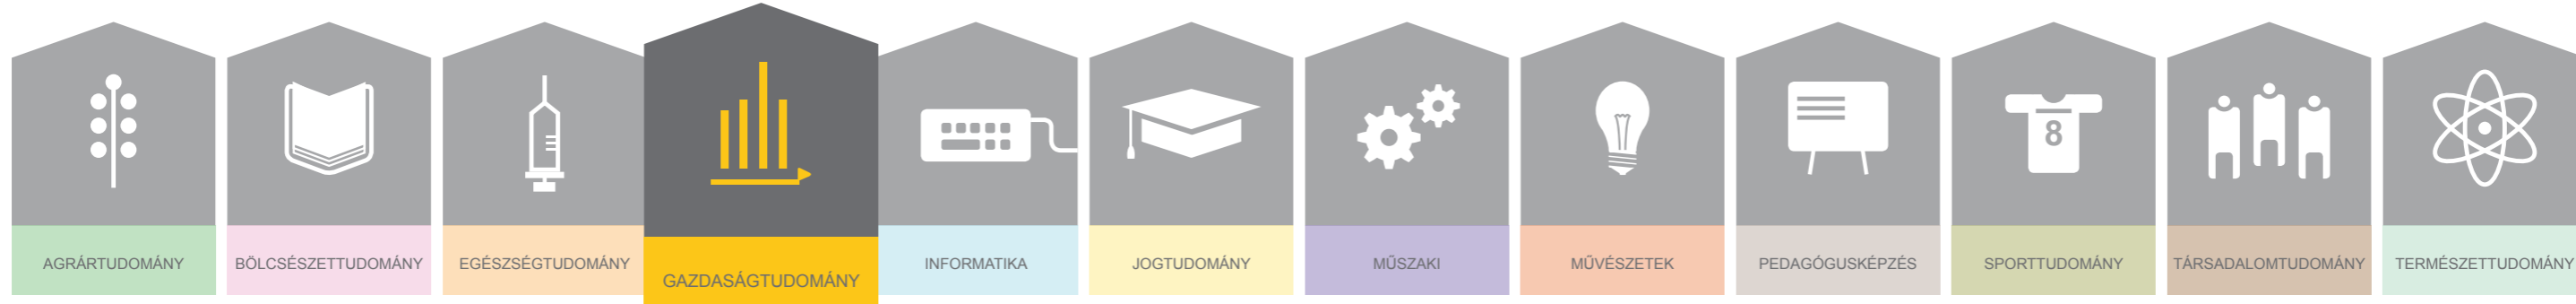 8
AGRÁRTUDOMÁNY
BÖLCSÉSZETTUDOMÁNY
EGÉSZSÉGTUDOMÁNY
GAZDASÁGTUDOMÁNY
INFORMATIKA
JOGTUDOMÁNY
MŰSZAKI
MŰVÉSZETEK
PEDAGÓGUSKÉPZÉS
SPORTTUDOMÁNY
TÁRSADALOMTUDOMÁNY
TERMÉSZETTUDOMÁNY